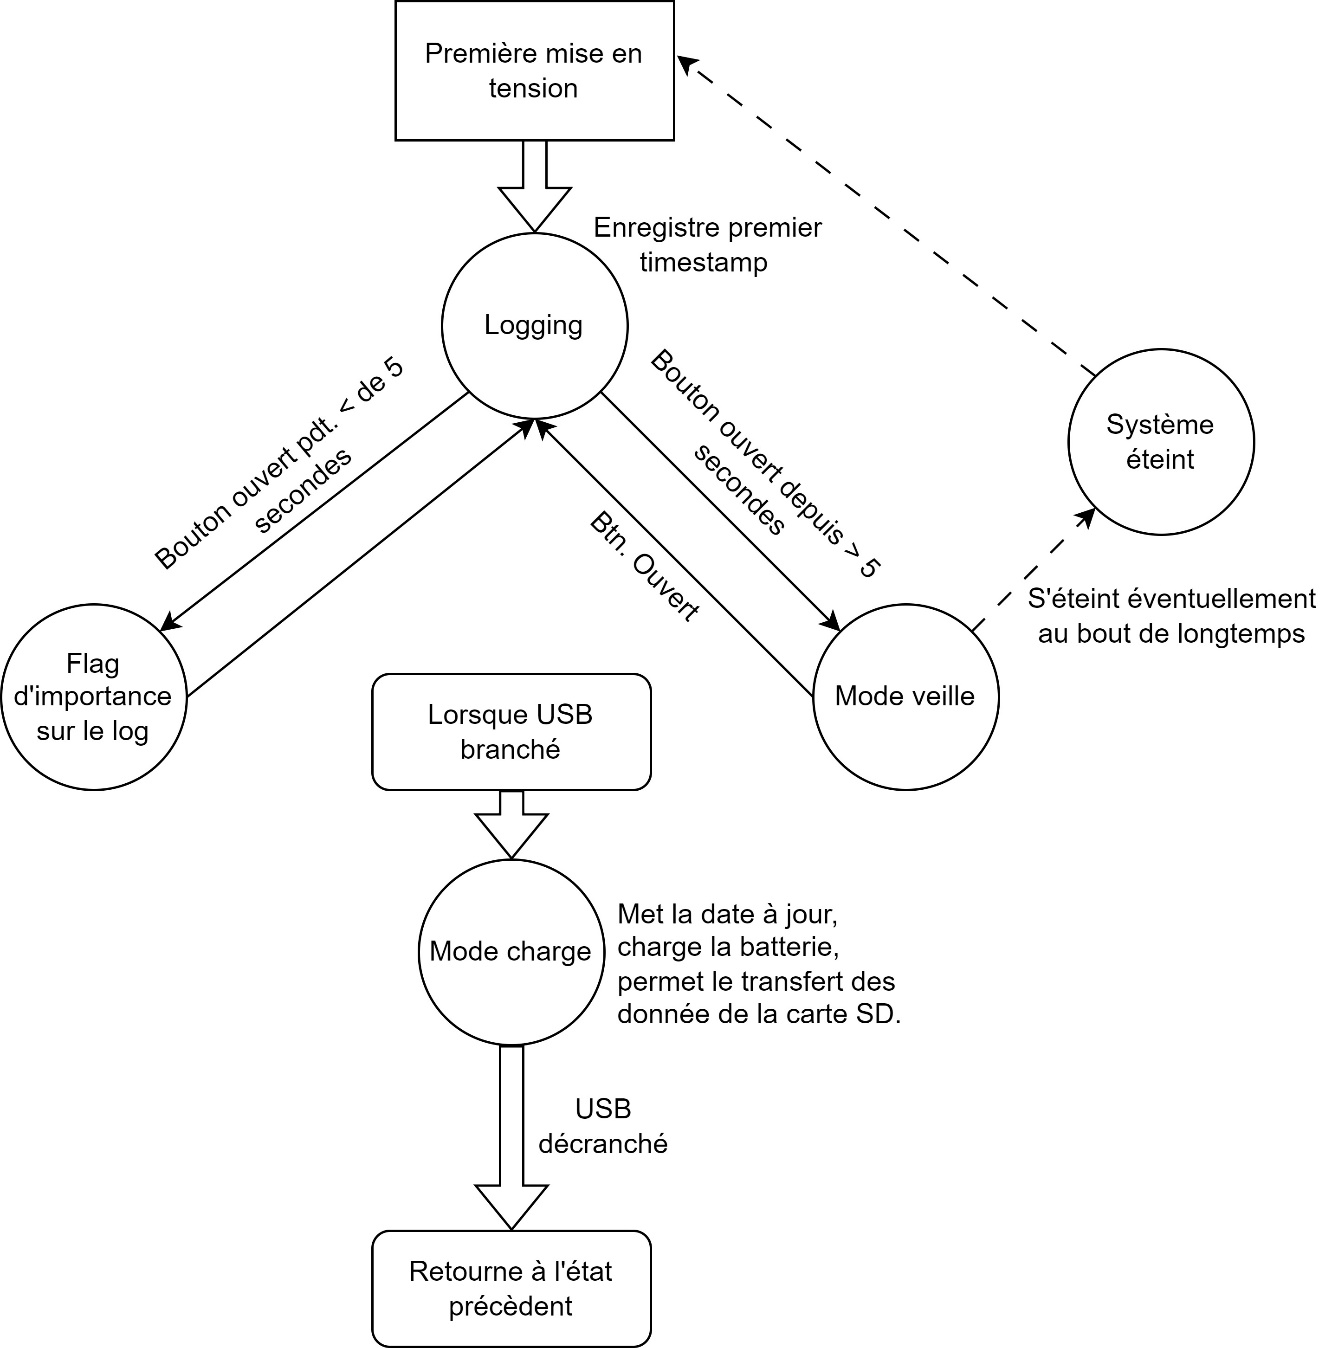 Première mise en
tension
Enregistre premier
timestamp
Logging
Bouton ouvert pdt. < de 5
secondes
Bouton ouvert depuis > 5
secondes
Btn. Ouvert
Système
éteint
S'éteint éventuellement
au bout de longtemps
Flag
d'importance
sur le log
Mode veille
Lorsque USB
branché
Mode charge
Met la date à jour,
charge la batterie,
permet le transfert des
donnée de la carte SD.
USB
décranché
Retourne à l'état
précèdent